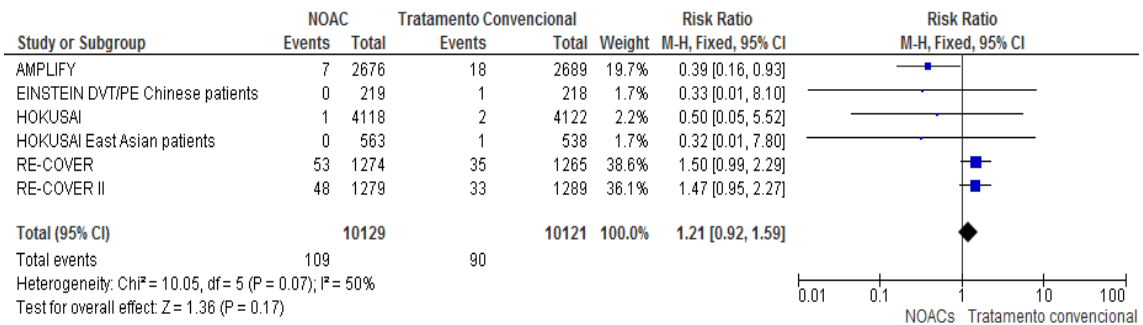 NOAC Tratamento Convencional Risk Ratio Risk Ratio
Study or Subgroup Events Total Events Total Weight M-H, Fixed, 95% CI M-H, Fixed, 95% CI
AMPLIFY 7 2676 18 2689 19.7% 0.39 [0.16, 0.93]
EINSTEIN DVT/PE Chinese patients 0 219 1 218 1.7% 0.33 [0.01, 8.10]
HOKUSAI 1 4118 2 4122 2.2% 0.50 [0.05, 5.52]
HOKUSAI East Asian patients 0 563 1 538 1.7% 0.32 [0.01, 7.80]
RE-COVER 53 1274 35 1265 38.6% 1.50 [0.99, 2.29]
RE-COVER II 48 1279 33 1289 36.1% 1.47 [0.95, 2.27]
Total (95% CI) 10129 10121 100.0% 1.21 [0.92, 1.59]
Total events 109 90
Heterogeneity: Chi² = 10.05, df = 5 (P = 0.07); I² = 50%
Test for overall effect: Z = 1.36 (P = 0.17)
0.01 0.1 1 10 100
NOACs Tratamento convencional